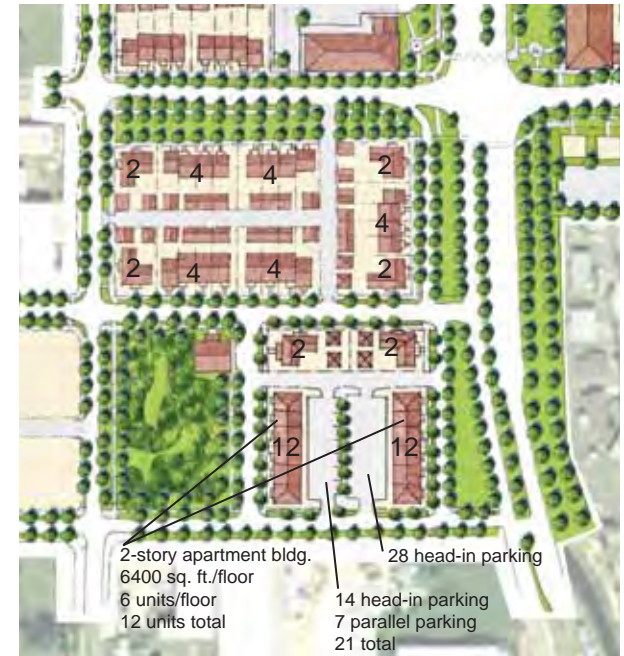 2 4 4 2
4
2 4 4 2
2 2
12 12
2-story apartment bldg.
6400 sq. ft./floor
6 units/floor
12 units total
28 head-in parking
14 head-in parking
7 parallel parking
21 total